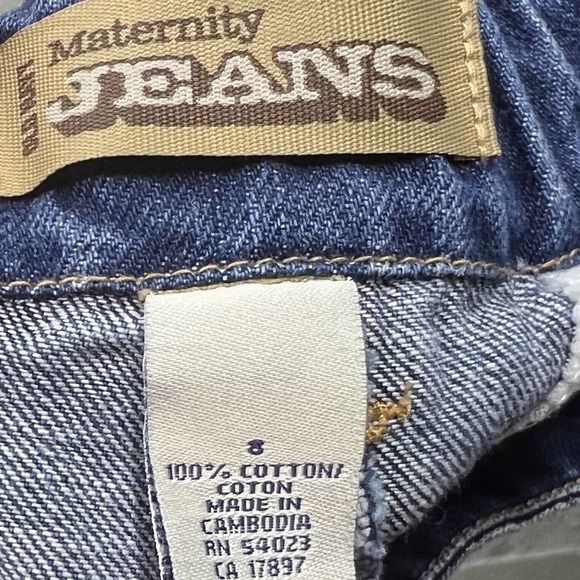 Maternity
JEANS
8
100% COTTON/
COTON
MADE IN
CAMBODIA
RN 54023
CA 17897